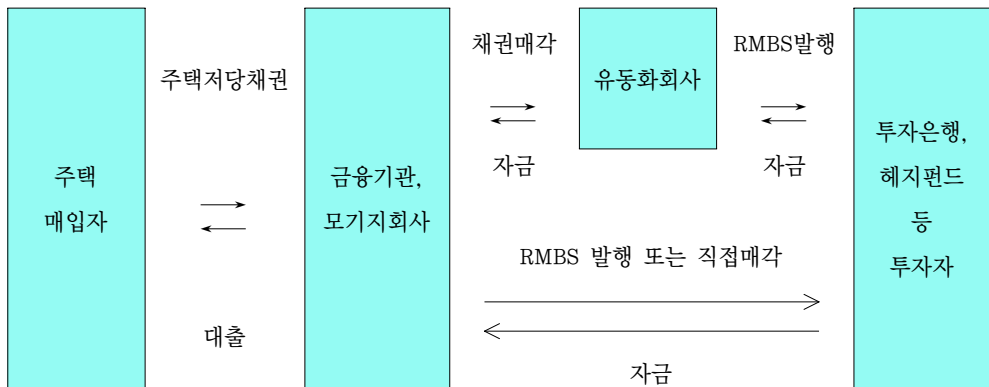 채권매각
RMBS발행
주택저당채권
유동화회사
자금
자금
주택
매입자
금융기관,
모기지회사
투자은행,
헤지펀드
등
투자자
RMBS 발행 또는 직접매각
대출
자금